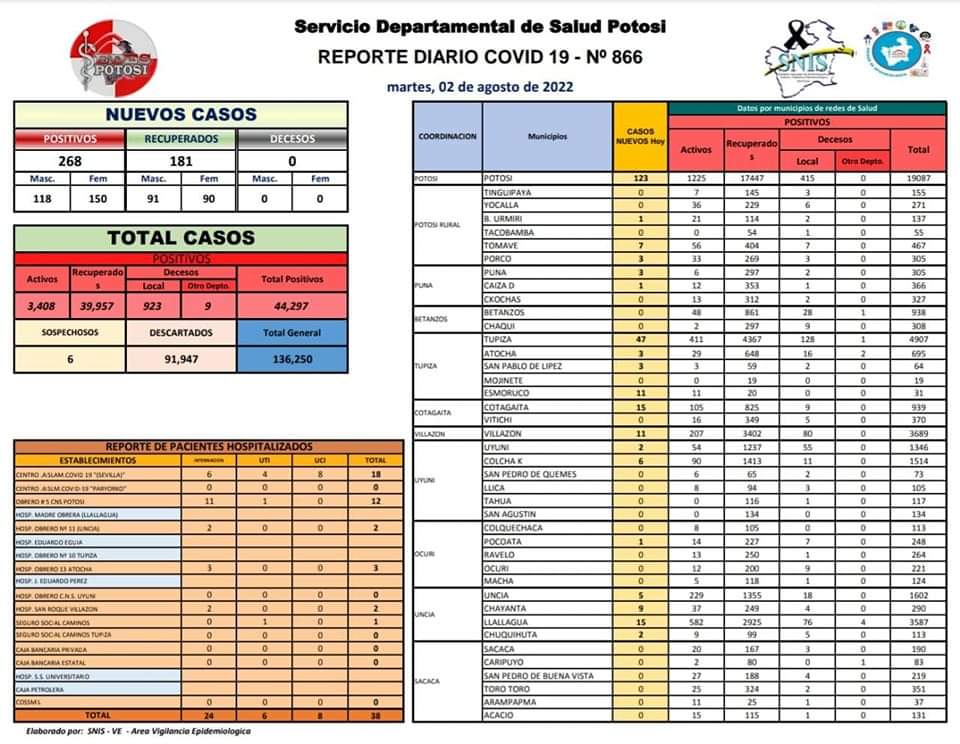 Servicio Departamental de Salud Potosi
REPORTE DIARIO COVID 19 - Nº 866
martes, 02 de agosto de 2022
SEDES
POTOSÍ
SNIS
NUEVOS CASOS
POSITIVOS RECUPERADOS DECESOS
268 181 0
Masc. Fem Masc. Fem Masc. Fem
118 150 91 90 0 0
TOTAL CASOS
POSITIVOS
Activos Recuperado s Decesos Total Positivos
Local Otro Depto.
3,408 39,957 923 9 44,297
SOSPECHOSOS DESCARTADOS Total General
6 91,947 136,250
REPORTE DE PACIENTES HOSPITALIZADOS
ESTABLECIMIENTOS INTERNACION UTI UCI TOTAL
CENTRO .AISLAM.COVID 19 "(SEVILLA)" 6 4 8 18
CENTRO .AISLM.COVI D-19 "PARYORKO" 0 0 0 0
OBRERO # 5 CNS POTOSI 11 1 0 12
HOSP. MADRE OBRERA (LLALLAGUA)
HOSP. OBRERO Nº 11 (UNCIA) 2 0 0 2
HOSP. EDUARDO EGUIA
HOSP. OBRERO Nº 10 TUPIZA
HOSP. OBRERO 13 ATOCHA 3 0 0 3
HOSP. J. EDUARDO PEREZ
HOSP. OBRERO C.N.S. UYUNI 0 0 0 0
HOSP. SAN ROQUE VILLAZON 2 0 0 2
SEGURO SOCIAL CAMINOS 0 1 0 1
SEGURO SOCIAL CAMINOS TUPIZA 0 0 0 0
CAJA BANCARIA PRIVADA 0 0 0 0
CAJA BANCARIA ESTATAL 0 0 0 0
HOSP. S.S. UNIVERSITARIO
CAJA PETROLERA
COSSMIL 0 0 0 0
TOTAL 24 6 8 38
Elaborado por: SNIS - VE - Area Vigilancia Epidemiologica
COORDINACION Municipios CASOS NUEVOS Hoy Datos por municipios de redes de Salud
POSITIVOS
Activos Recuperado s Decesos Total
Local Otro Depto.
POTOSI POTOSI 123 1225 17447 415 0 19087
POTOSI RURAL
TINGUIPAYA 0 7 145 3 0 155
YOCALLA 0 36 229 6 0 271
B. URMIRI 1 21 114 2 0 137
TACOBAMBA 0 0 54 1 0 55
TOMAVE 7 56 404 7 0 467
PORCO 3 33 269 3 0 305
PUNA
PUNA 3 6 297 2 0 305
CAIZA D 1 12 353 1 0 366
CKOCHAS 0 13 312 2 0 327
BETANZOS
BETANZOS 0 48 861 28 1 938
CHAQUI 0 2 297 9 0 308
TUPIZA
TUPIZA 47 411 4367 128 1 4907
ATOCHA 3 29 648 16 2 695
SAN PABLO DE LIPEZ 3 3 59 2 0 64
MOJINETE 0 0 19 0 0 19
ESMORUCO 11 11 20 0 0 31
COTAGAITA
COTAGAITA 15 105 825 9 0 939
VITICHI 0 16 349 5 0 370
VILLAZON VILLAZON 11 207 3402 80 0 3689
UYUNI
UYUNI 2 54 1237 55 0 1346
COLCHA K 6 90 1413 11 0 1514
SAN PEDRO DE QUEMES 0 6 65 2 0 73
LLICA 0 8 94 3 0 105
TAHUA 0 0 116 1 0 117
SAN AGUSTIN 0 0 134 0 0 134
OCURI
COLQUECHACA 0 8 105 0 0 113
POCOATA 1 14 227 7 0 248
RAVELO 0 13 250 1 0 264
OCURI 0 12 200 9 0 221
MACHA 0 5 118 1 0 124
UNCIA
UNCIA 5 229 1355 18 0 1602
CHAYANTA 9 37 249 4 0 290
LLALLAGUA 15 582 2925 76 4 3587
CHUQUIHUTA 2 9 99 5 0 113
SACACA
SACACA 0 20 167 3 0 190
CARIPUYO 0 2 80 0 1 83
SAN PEDRO DE BUENA VISTA 0 27 188 4 0 219
TORO TORO 0 25 324 2 0 351
ARAMPAPMA 0 11 25 1 0 37
ACACIO 0 15 115 1 0 131